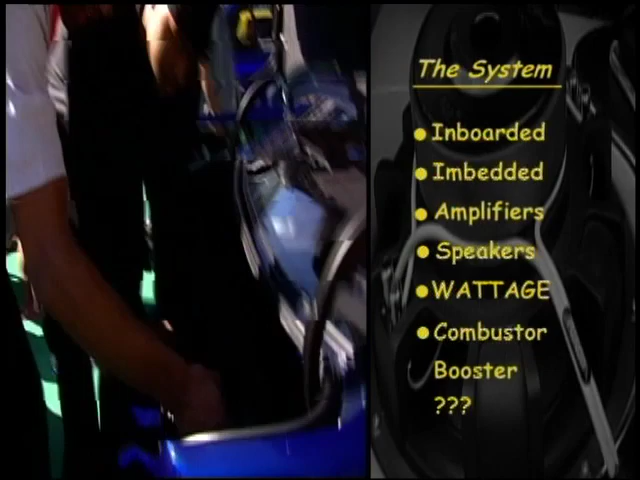 The System
Inboarded
Imbedded
Amplifiers
Speakers
WATTAGE
Combustor
Booster
???